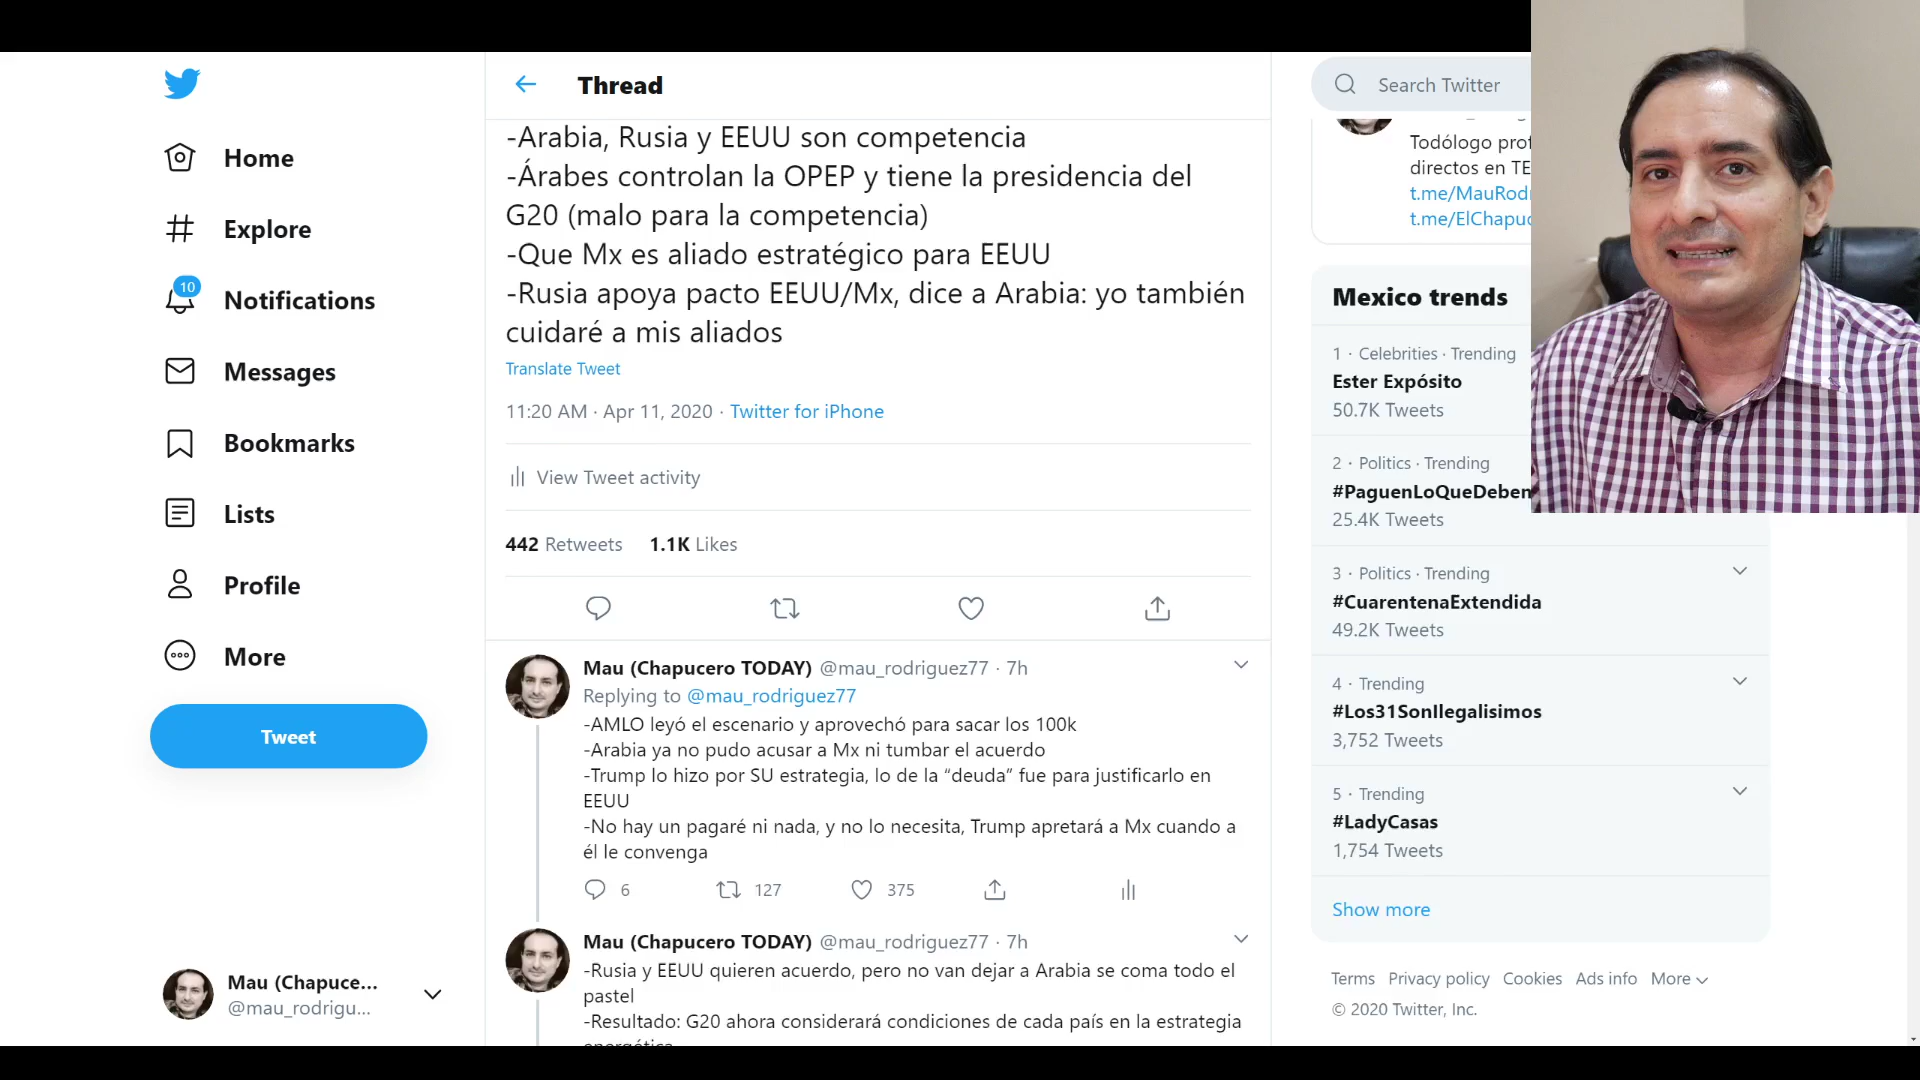 Home
Explore
10
Notifications
Messages
Bookmarks
Lists
Profile
More
Tweet
Mau (Chapuce...
@mau_rodrigu...
Thread
-Arabia, Rusia y EEUU son competencia
-Árabes controlan la OPEP y tiene la presidencia del
G20 (malo para la competencia)
-Que Mx es aliado estratégico para EEUU
-Rusia apoya pacto EEUU/Mx, dice a Arabia: yo también
cuidaré a mis aliados
Translate Tweet
11:20 AM · Apr 11, 2020 · Twitter for iPhone
View Tweet activity
442 Retweets 1.1K Likes
Mau (Chapucero TODAY) @mau_rodriguez77 · 7h
Replying to @mau_rodriguez77
-AMLO leyó el escenario y aprovechó para sacar los 100k
-Arabia ya no pudo acusar a Mx ni tumbar el acuerdo
-Trump lo hizo por SU estrategia, lo de la “deuda” fue para justificarlo en
EEUU
-No hay un pagaré ni nada, y no lo necesita, Trump apretará a Mx cuando a
él le convenga
6 127 375
Mau (Chapucero TODAY) @mau_rodriguez77 · 7h
-Rusia y EEUU quieren acuerdo, pero no van dejar a Arabia se coma todo el
pastel
-Resultado: G20 ahora considerará condiciones de cada país en la estrategia
Search Twitter
Todólogo
directos en
t.me/MauRod
t.me/ElChapuc
Mexico trends
1 · Celebrities · Trending
Ester Expósito
50.7K Tweets
2 · Politics · Trending
#PaguenLoQueDeben
25.4K Tweets
3 · Politics · Trending
#CuarentenaExtendida
49.2K Tweets
4 · Trending
#Los31SonIlegalisimos
3,752 Tweets
5 · Trending
#LadyCasas
1,754 Tweets
Show more
Terms Privacy policy Cookies Ads info More
© 2020 Twitter, Inc.